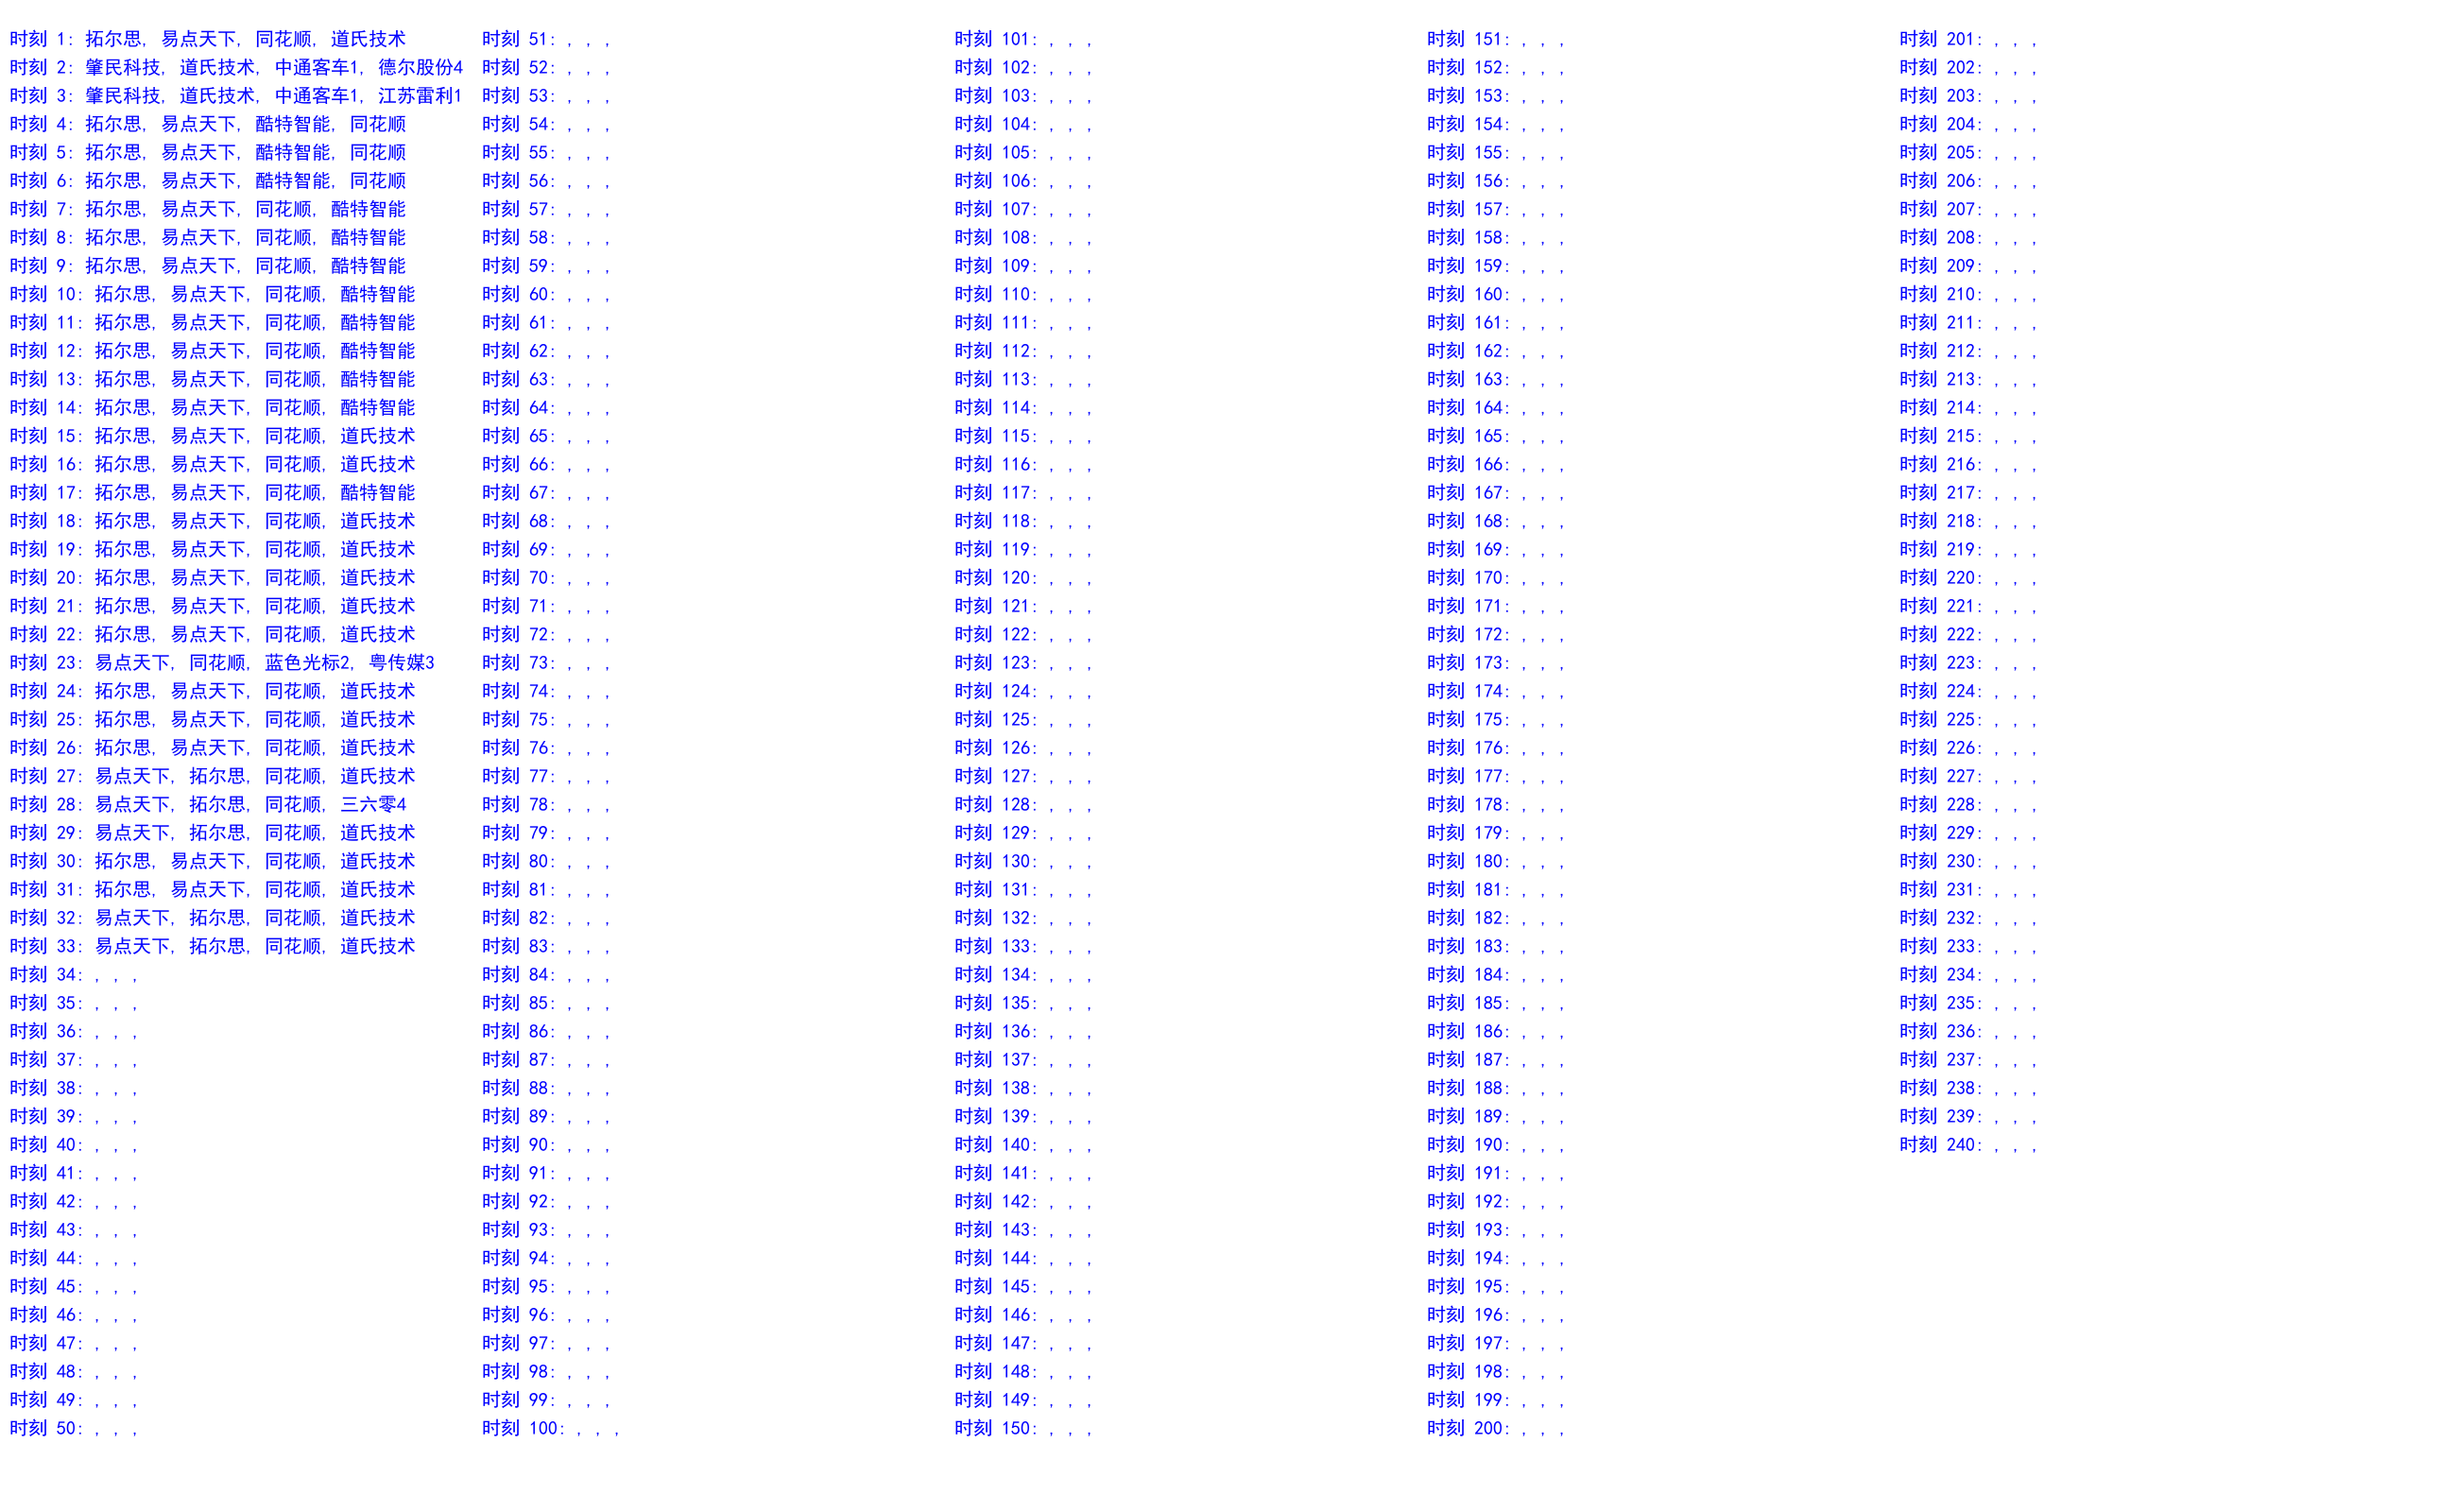 时刻 1: 拓尔思, 易点天下, 同花顺, 道氏技术
时刻 2: 肇民科技, 道氏技术, 中通客车1, 德尔股份4
时刻 3: 肇民科技, 道氏技术, 中通客车1, 江苏雷利1
时刻 4: 拓尔思, 易点天下, 酷特智能, 同花顺
时刻 5: 拓尔思, 易点天下, 酷特智能, 同花顺
时刻 6: 拓尔思, 易点天下, 酷特智能, 同花顺
时刻 7: 拓尔思, 易点天下, 同花顺, 酷特智能
时刻 8: 拓尔思, 易点天下, 同花顺, 酷特智能
时刻 9: 拓尔思, 易点天下, 同花顺, 酷特智能
时刻 10: 拓尔思, 易点天下, 同花顺, 酷特智能
时刻 11: 拓尔思, 易点天下, 同花顺, 酷特智能
时刻 12: 拓尔思, 易点天下, 同花顺, 酷特智能
时刻 13: 拓尔思, 易点天下, 同花顺, 酷特智能
时刻 14: 拓尔思, 易点天下, 同花顺, 酷特智能
时刻 15: 拓尔思, 易点天下, 同花顺, 道氏技术
时刻 16: 拓尔思, 易点天下, 同花顺, 道氏技术
时刻 17: 拓尔思, 易点天下, 同花顺, 酷特智能
时刻 18: 拓尔思, 易点天下, 同花顺, 道氏技术
时刻 19: 拓尔思, 易点天下, 同花顺, 道氏技术
时刻 20: 拓尔思, 易点天下, 同花顺, 道氏技术
时刻 21: 拓尔思, 易点天下, 同花顺, 道氏技术
时刻 22: 拓尔思, 易点天下, 同花顺, 道氏技术
时刻 23: 易点天下, 同花顺, 蓝色光标2, 粤传媒3
时刻 24: 拓尔思, 易点天下, 同花顺, 道氏技术
时刻 25: 拓尔思, 易点天下, 同花顺, 道氏技术
时刻 26: 拓尔思, 易点天下, 同花顺, 道氏技术
时刻 27: 易点天下, 拓尔思, 同花顺, 道氏技术
时刻 28: 易点天下, 拓尔思, 同花顺, 三六零4
时刻 29: 易点天下, 拓尔思, 同花顺, 道氏技术
时刻 30: 拓尔思, 易点天下, 同花顺, 道氏技术
时刻 31: 拓尔思, 易点天下, 同花顺, 道氏技术
时刻 32: 易点天下, 拓尔思, 同花顺, 道氏技术
时刻 33: 易点天下, 拓尔思, 同花顺, 道氏技术
时刻 34: , , ,
时刻 35: , , ,
时刻 36: , , ,
时刻 37: , , ,
时刻 38: , , ,
时刻 39: , , ,
时刻 40: , , ,
时刻 41: , , ,
时刻 42: , , ,
时刻 43: , , ,
时刻 44: , , ,
时刻 45: , , ,
时刻 46: , , ,
时刻 47: , , ,
时刻 48: , , ,
时刻 49: , , ,
时刻 50: , , ,
时刻 51: , , ,
时刻 52: , , ,
时刻 53: , , ,
时刻 54: , , ,
时刻 55: , , ,
时刻 56: , , ,
时刻 57: , , ,
时刻 58: , , ,
时刻 59: , , ,
时刻 60: , , ,
时刻 61: , , ,
时刻 62: , , ,
时刻 63: , , ,
时刻 64: , , ,
时刻 65: , , ,
时刻 66: , , ,
时刻 67: , , ,
时刻 68: , , ,
时刻 69: , , ,
时刻 70: , , ,
时刻 71: , , ,
时刻 72: , , ,
时刻 73: , , ,
时刻 74: , , ,
时刻 75: , , ,
时刻 76: , , ,
时刻 77: , , ,
时刻 78: , , ,
时刻 79: , , ,
时刻 80: , , ,
时刻 81: , , ,
时刻 82: , , ,
时刻 83: , , ,
时刻 84: , , ,
时刻 85: , , ,
时刻 86: , , ,
时刻 87: , , ,
时刻 88: , , ,
时刻 89: , , ,
时刻 90: , , ,
时刻 91: , , ,
时刻 92: , , ,
时刻 93: , , ,
时刻 94: , , ,
时刻 95: , , ,
时刻 96: , , ,
时刻 97: , , ,
时刻 98: , , ,
时刻 99: , , ,
时刻 100: , , ,
时刻 101: , , ,
时刻 102: , , ,
时刻 103: , , ,
时刻 104: , , ,
时刻 105: , , ,
时刻 106: , , ,
时刻 107: , , ,
时刻 108: , , ,
时刻 109: , , ,
时刻 110: , , ,
时刻 111: , , ,
时刻 112: , , ,
时刻 113: , , ,
时刻 114: , , ,
时刻 115: , , ,
时刻 116: , , ,
时刻 117: , , ,
时刻 118: , , ,
时刻 119: , , ,
时刻 120: , , ,
时刻 121: , , ,
时刻 122: , , ,
时刻 123: , , ,
时刻 124: , , ,
时刻 125: , , ,
时刻 126: , , ,
时刻 127: , , ,
时刻 128: , , ,
时刻 129: , , ,
时刻 130: , , ,
时刻 131: , , ,
时刻 132: , , ,
时刻 133: , , ,
时刻 134: , , ,
时刻 135: , , ,
时刻 136: , , ,
时刻 137: , , ,
时刻 138: , , ,
时刻 139: , , ,
时刻 140: , , ,
时刻 141: , , ,
时刻 142: , , ,
时刻 143: , , ,
时刻 144: , , ,
时刻 145: , , ,
时刻 146: , , ,
时刻 147: , , ,
时刻 148: , , ,
时刻 149: , , ,
时刻 150: , , ,
时刻 151: , , ,
时刻 152: , , ,
时刻 153: , , ,
时刻 154: , , ,
时刻 155: , , ,
时刻 156: , , ,
时刻 157: , , ,
时刻 158: , , ,
时刻 159: , , ,
时刻 160: , , ,
时刻 161: , , ,
时刻 162: , , ,
时刻 163: , , ,
时刻 164: , , ,
时刻 165: , , ,
时刻 166: , , ,
时刻 167: , , ,
时刻 168: , , ,
时刻 169: , , ,
时刻 170: , , ,
时刻 171: , , ,
时刻 172: , , ,
时刻 173: , , ,
时刻 174: , , ,
时刻 175: , , ,
时刻 176: , , ,
时刻 177: , , ,
时刻 178: , , ,
时刻 179: , , ,
时刻 180: , , ,
时刻 181: , , ,
时刻 182: , , ,
时刻 183: , , ,
时刻 184: , , ,
时刻 185: , , ,
时刻 186: , , ,
时刻 187: , , ,
时刻 188: , , ,
时刻 189: , , ,
时刻 190: , , ,
时刻 191: , , ,
时刻 192: , , ,
时刻 193: , , ,
时刻 194: , , ,
时刻 195: , , ,
时刻 196: , , ,
时刻 197: , , ,
时刻 198: , , ,
时刻 199: , , ,
时刻 200: , , ,
时刻 201: , , ,
时刻 202: , , ,
时刻 203: , , ,
时刻 204: , , ,
时刻 205: , , ,
时刻 206: , , ,
时刻 207: , , ,
时刻 208: , , ,
时刻 209: , , ,
时刻 210: , , ,
时刻 211: , , ,
时刻 212: , , ,
时刻 213: , , ,
时刻 214: , , ,
时刻 215: , , ,
时刻 216: , , ,
时刻 217: , , ,
时刻 218: , , ,
时刻 219: , , ,
时刻 220: , , ,
时刻 221: , , ,
时刻 222: , , ,
时刻 223: , , ,
时刻 224: , , ,
时刻 225: , , ,
时刻 226: , , ,
时刻 227: , , ,
时刻 228: , , ,
时刻 229: , , ,
时刻 230: , , ,
时刻 231: , , ,
时刻 232: , , ,
时刻 233: , , ,
时刻 234: , , ,
时刻 235: , , ,
时刻 236: , , ,
时刻 237: , , ,
时刻 238: , , ,
时刻 239: , , ,
时刻 240: , , ,